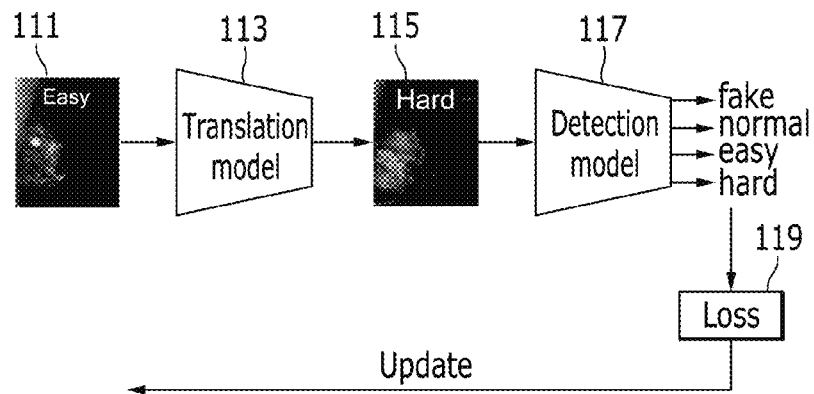 111
113
115
117
Easy
Translation
model
Hard
Detection
model
fake
normal
easy
hard
119
Loss
Update